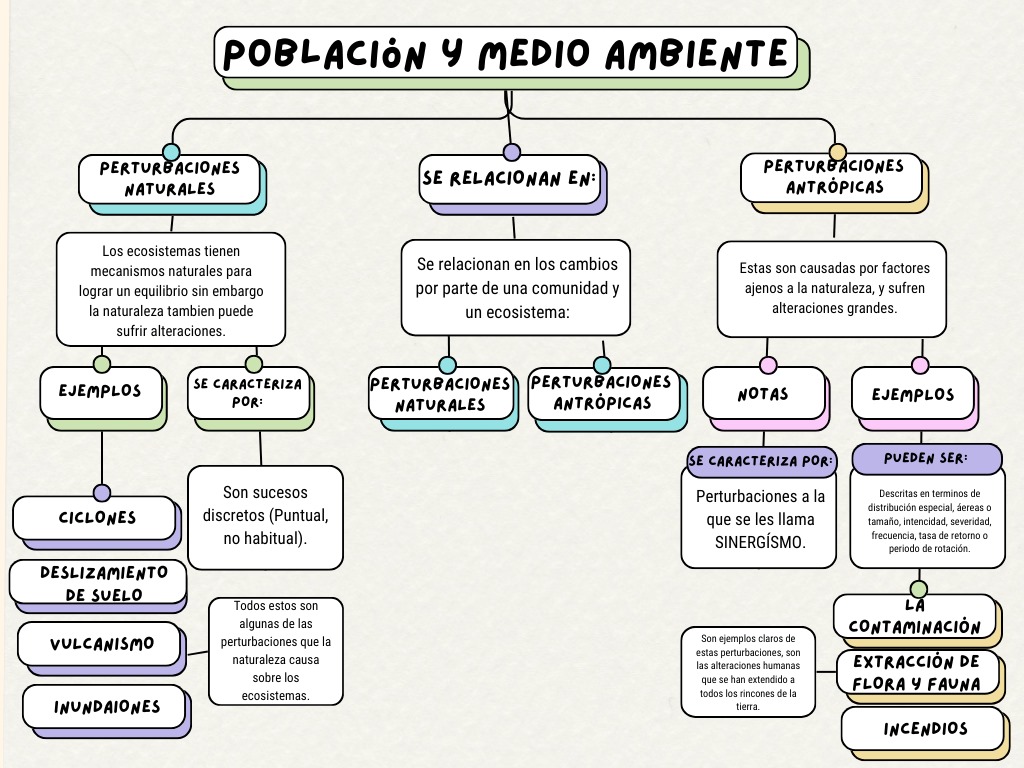 POBLACIÓN Y MEDIO AMBIENTE
PERTURBACIONES
NATURALES
Los ecosistemas tienen
mecanismos naturales para
lograr un equilibrio sin embargo
la naturaleza tambien puede
sufrir alteraciones.
EJEMPLOS
SE CARACTERIZA
POR:
Son sucesos
discretos (Puntual,
no habitual).
CICLONES
DESLIZAMIENTO
DE SUELO
VULCANISMO
INUNDAIONES
Todos estos son
algunas de las
perturbaciones que la
naturaleza causa
sobre los
ecosistemas.
SE RELACIONAN EN:
Se relacionan en los cambios
por parte de una comunidad y
un ecosistema:
PERTURBACIONES
NATURALES
PERTURBACIONES
ANTRÓPICAS
PERTURBACIONES
ANTRÓPICAS
Estas son causadas por factores
ajenos a la naturaleza, y sufren
alteraciones grandes.
NOTAS
SE CARACTERIZA POR:
Perturbaciones a la
que se les llama
SINERGÍSMO.
EJEMPLOS
PUEDEN SER:
Descritas en terminos de
distribución especial, áereas o
tamaño, intencidad, severidad,
frecuencia, tasa de retorno o
periodo de rotación.
LA
CONTAMINACIÓN
EXTRACCIÓN DE
FLORA Y FAUNA
INCENDIOS
Son ejemplos claros de
estas perturbaciones, son
las alteraciones humanas
que se han extendido a
todos los rincones de la
tierra.